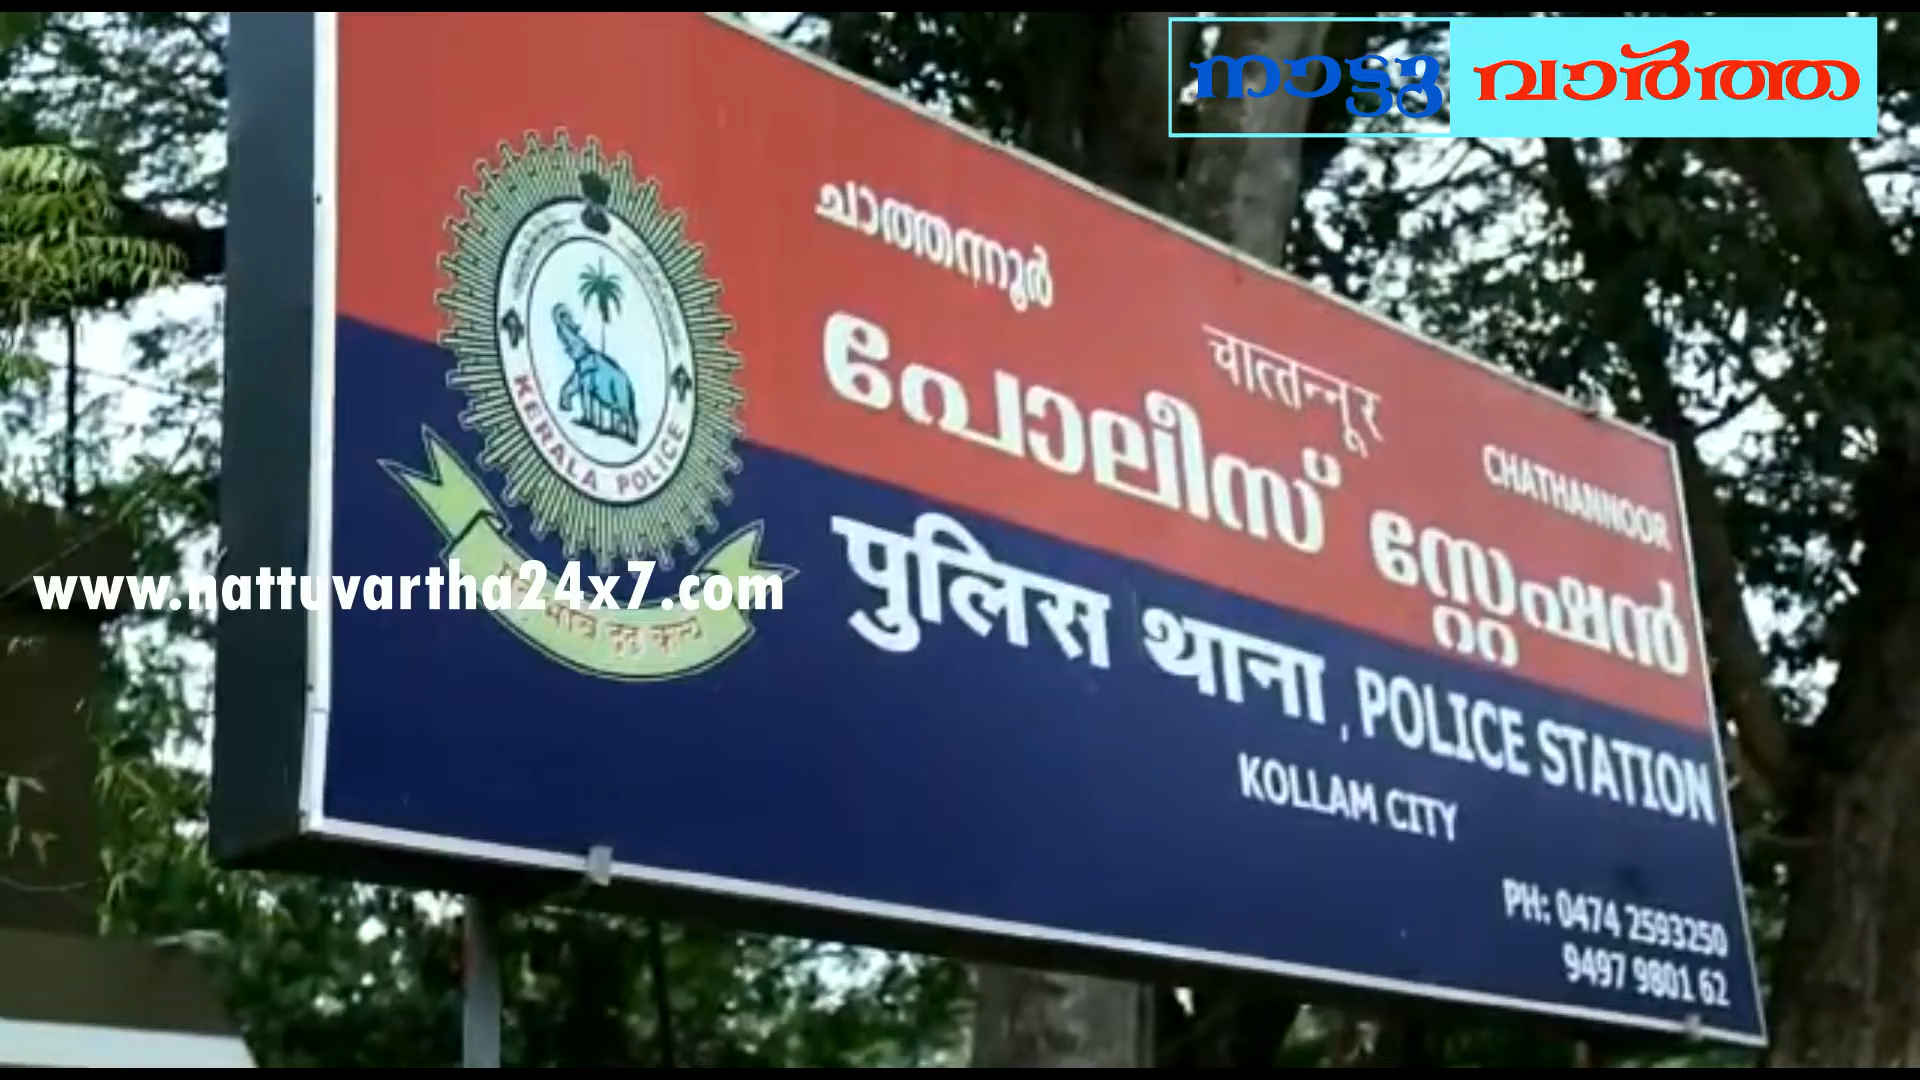 നാട്ടു വാർത്ത
ചാത്തന്നൂർ
चात्तन्नूर
CHATHANNOOR
പോലീസ് സ്റ്റേഷൻ
पुलिस थाना, POLICE STATION
KOLLAM CITY
PH: 0474 2593250
9497 9801 62
KERALA POLICE
मृदु भावे दृढ़ कृत्ये
www.nattuvartha24x7.com